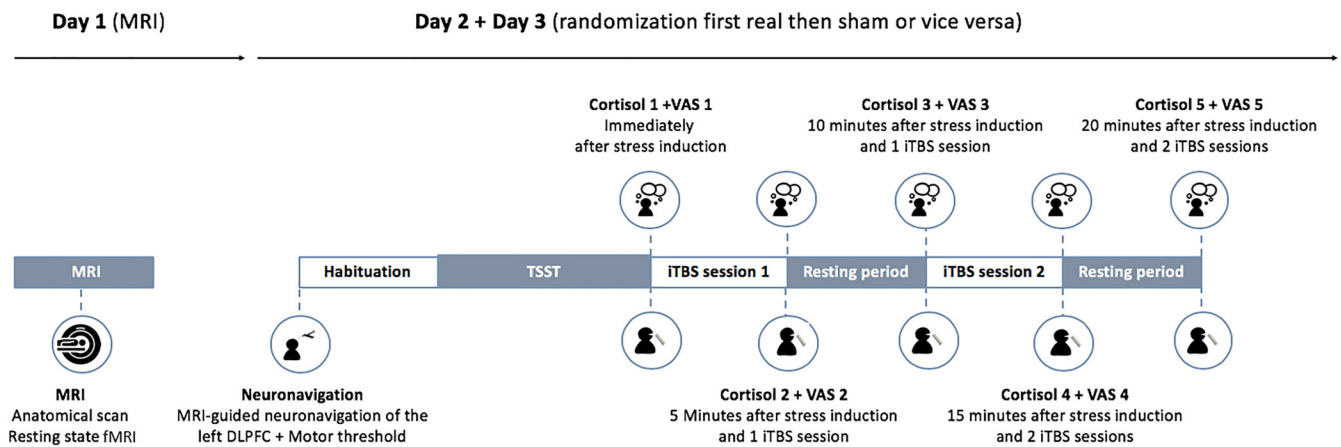 Day 1 (MRI)
Day 2 + Day 3 (randomization first real then sham or vice versa)
Cortisol 1 +VAS 1
Immediately
after stress induction
Cortisol 3 + VAS 3
10 minutes after stress induction
and 1 iTBS session
Cortisol 5 + VAS 5
20 minutes after stress induction
and 2 iTBS sessions
MRI
Habituation
TSST
iTBS session 1
Resting period
iTBS session 2
Resting period
MRI
Anatomical scan
Resting state fMRI
Neuronavigation
MRI-guided neuronavigation of the
left DLPFC + Motor threshold
Cortisol 2 + VAS 2
5 Minutes after stress induction
and 1 iTBS session
Cortisol 4 + VAS 4
15 minutes after stress induction
and 2 iTBS sessions